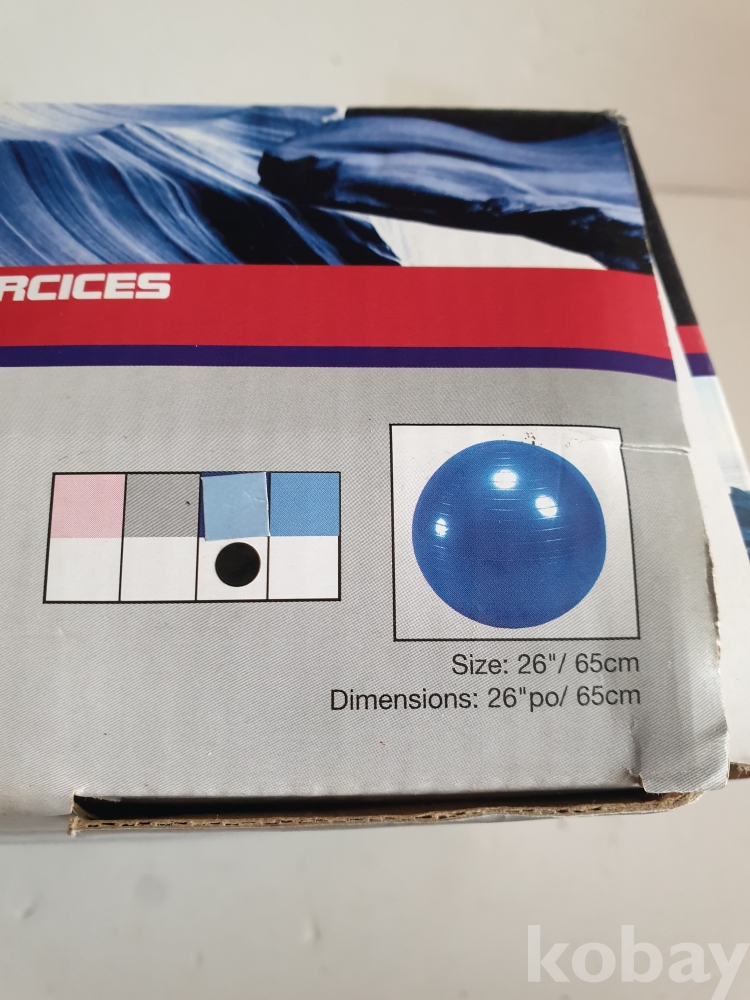 RCICES
Size: 26"/ 65cm
Dimensions: 26"po/ 65cm
kobay